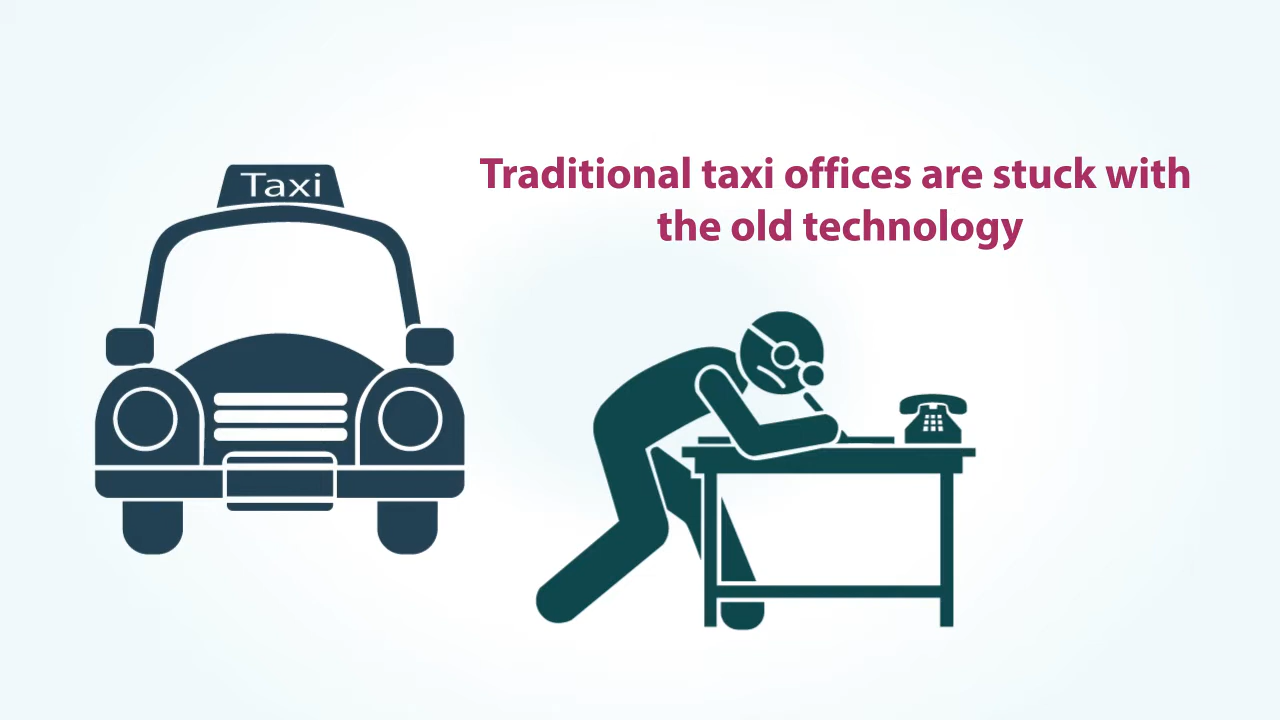 Taxi
Traditional taxi offices are stuck with
the old technology